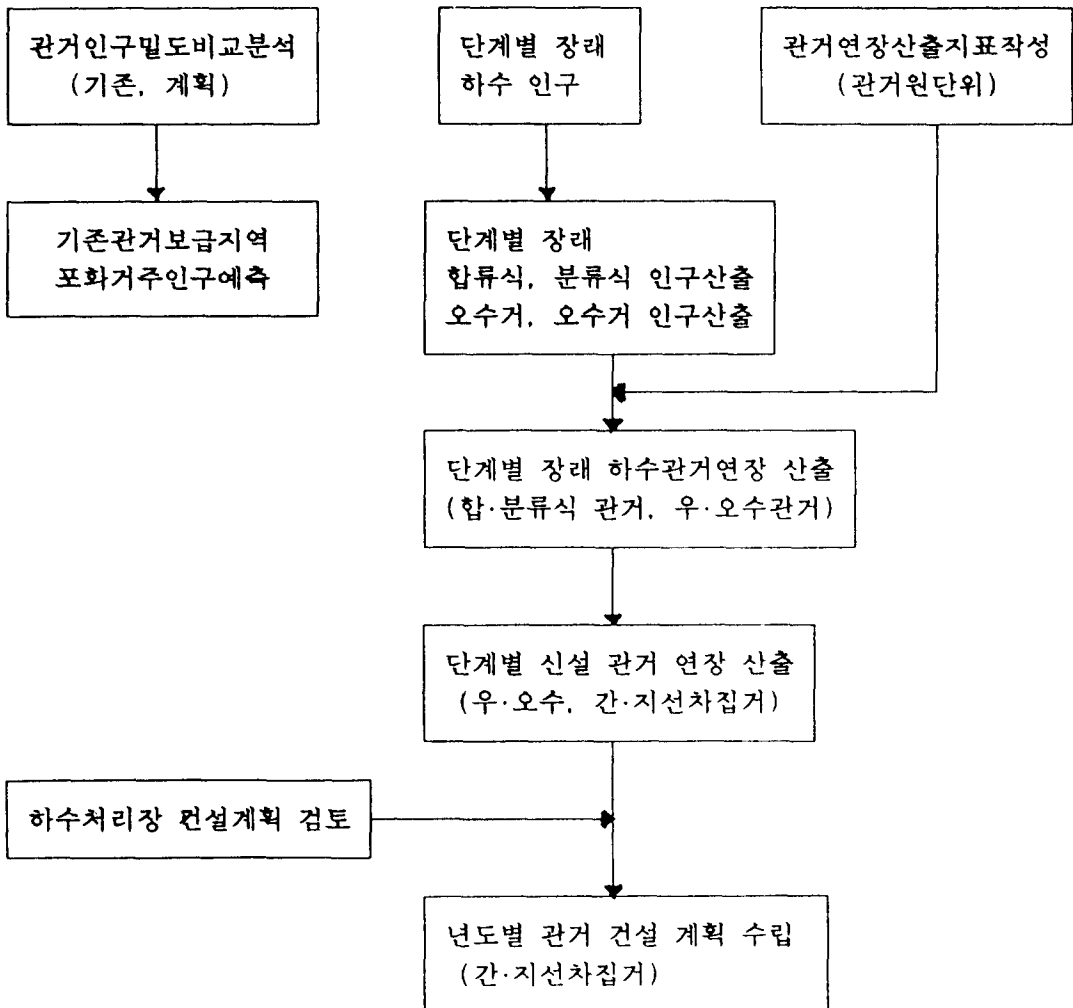 관거인구밀도비교분석
(기존, 계획)
단계별 장래
하수 인구
관거연장산출지표작성
(관거원단위)
기존관거보급지역
포화거주인구예측
단계별 장래
합류식, 분류식 인구산출
오수거, 오수거 인구산출
단계별 장래 하수관거연장 산출
(합·분류식 관거, 우·오수관거)
단계별 신설 관거 연장 산출
(우·오수, 간·지선차집거)
하수처리장 건설계획 검토
년도별 관거 건설 계획 수립
(간·지선차집거)